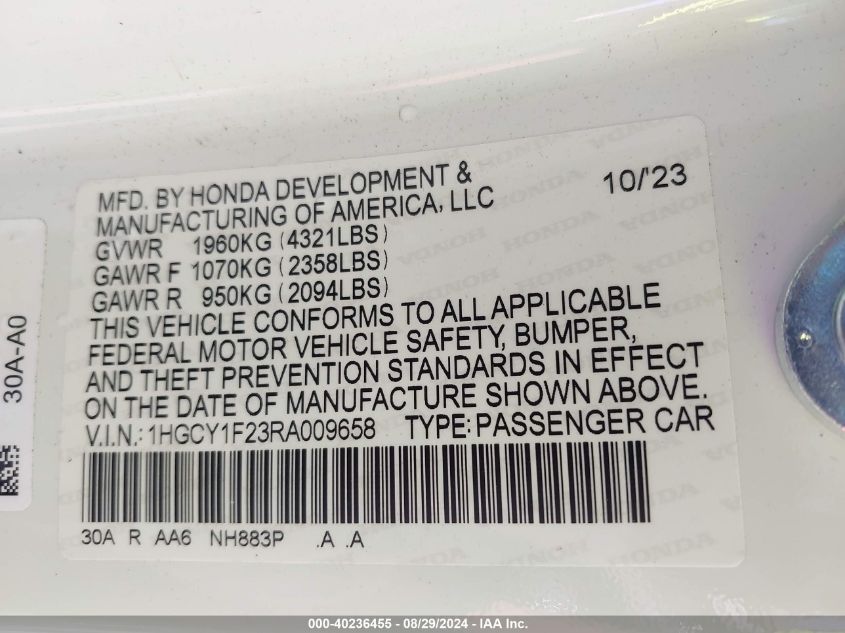 MFD. BY HONDA DEVELOPMENT & 10/'23
MANUFACTURING OF AMERICA, LLC
GVWR 1960KG (4321LBS)
GAWR F 1070KG (2358LBS)
GAWR R 950KG (2094LBS)
THIS VEHICLE CONFORMS TO ALL APPLICABLE
FEDERAL MOTOR VEHICLE SAFETY, BUMPER,
AND THEFT PREVENTION STANDARDS IN EFFECT
ON THE DATE OF MANUFACTURE SHOWN ABOVE.
V.I.N.: 1HGCY1F23RA009658 TYPE: PASSENGER CAR
30A R AA6 NH883P .A .A
30A-A0
000-40236455 - 08/29/2024 - IAA Inc.